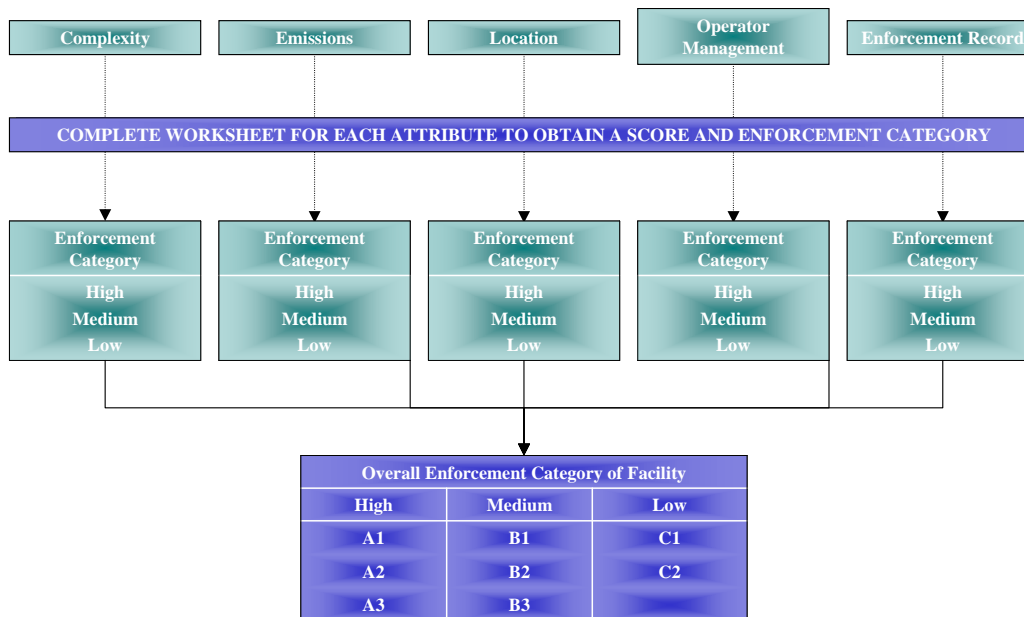 Complexity
Emissions
Location
Operator
Management
Enforcement Record
COMPLETE WORKSHEET FOR EACH ATTRIBUTE TO OBTAIN A SCORE AND ENFORCEMENT CATEGORY
Enforcement
Category
High
Medium
Low
Enforcement
Category
High
Medium
Low
Enforcement
Category
High
Medium
Low
Enforcement
Category
High
Medium
Low
Enforcement
Category
High
Medium
Low
Overall Enforcement Category of Facility
High Medium Low
A1 B1 C1
A2 B2 C2
A3 B3